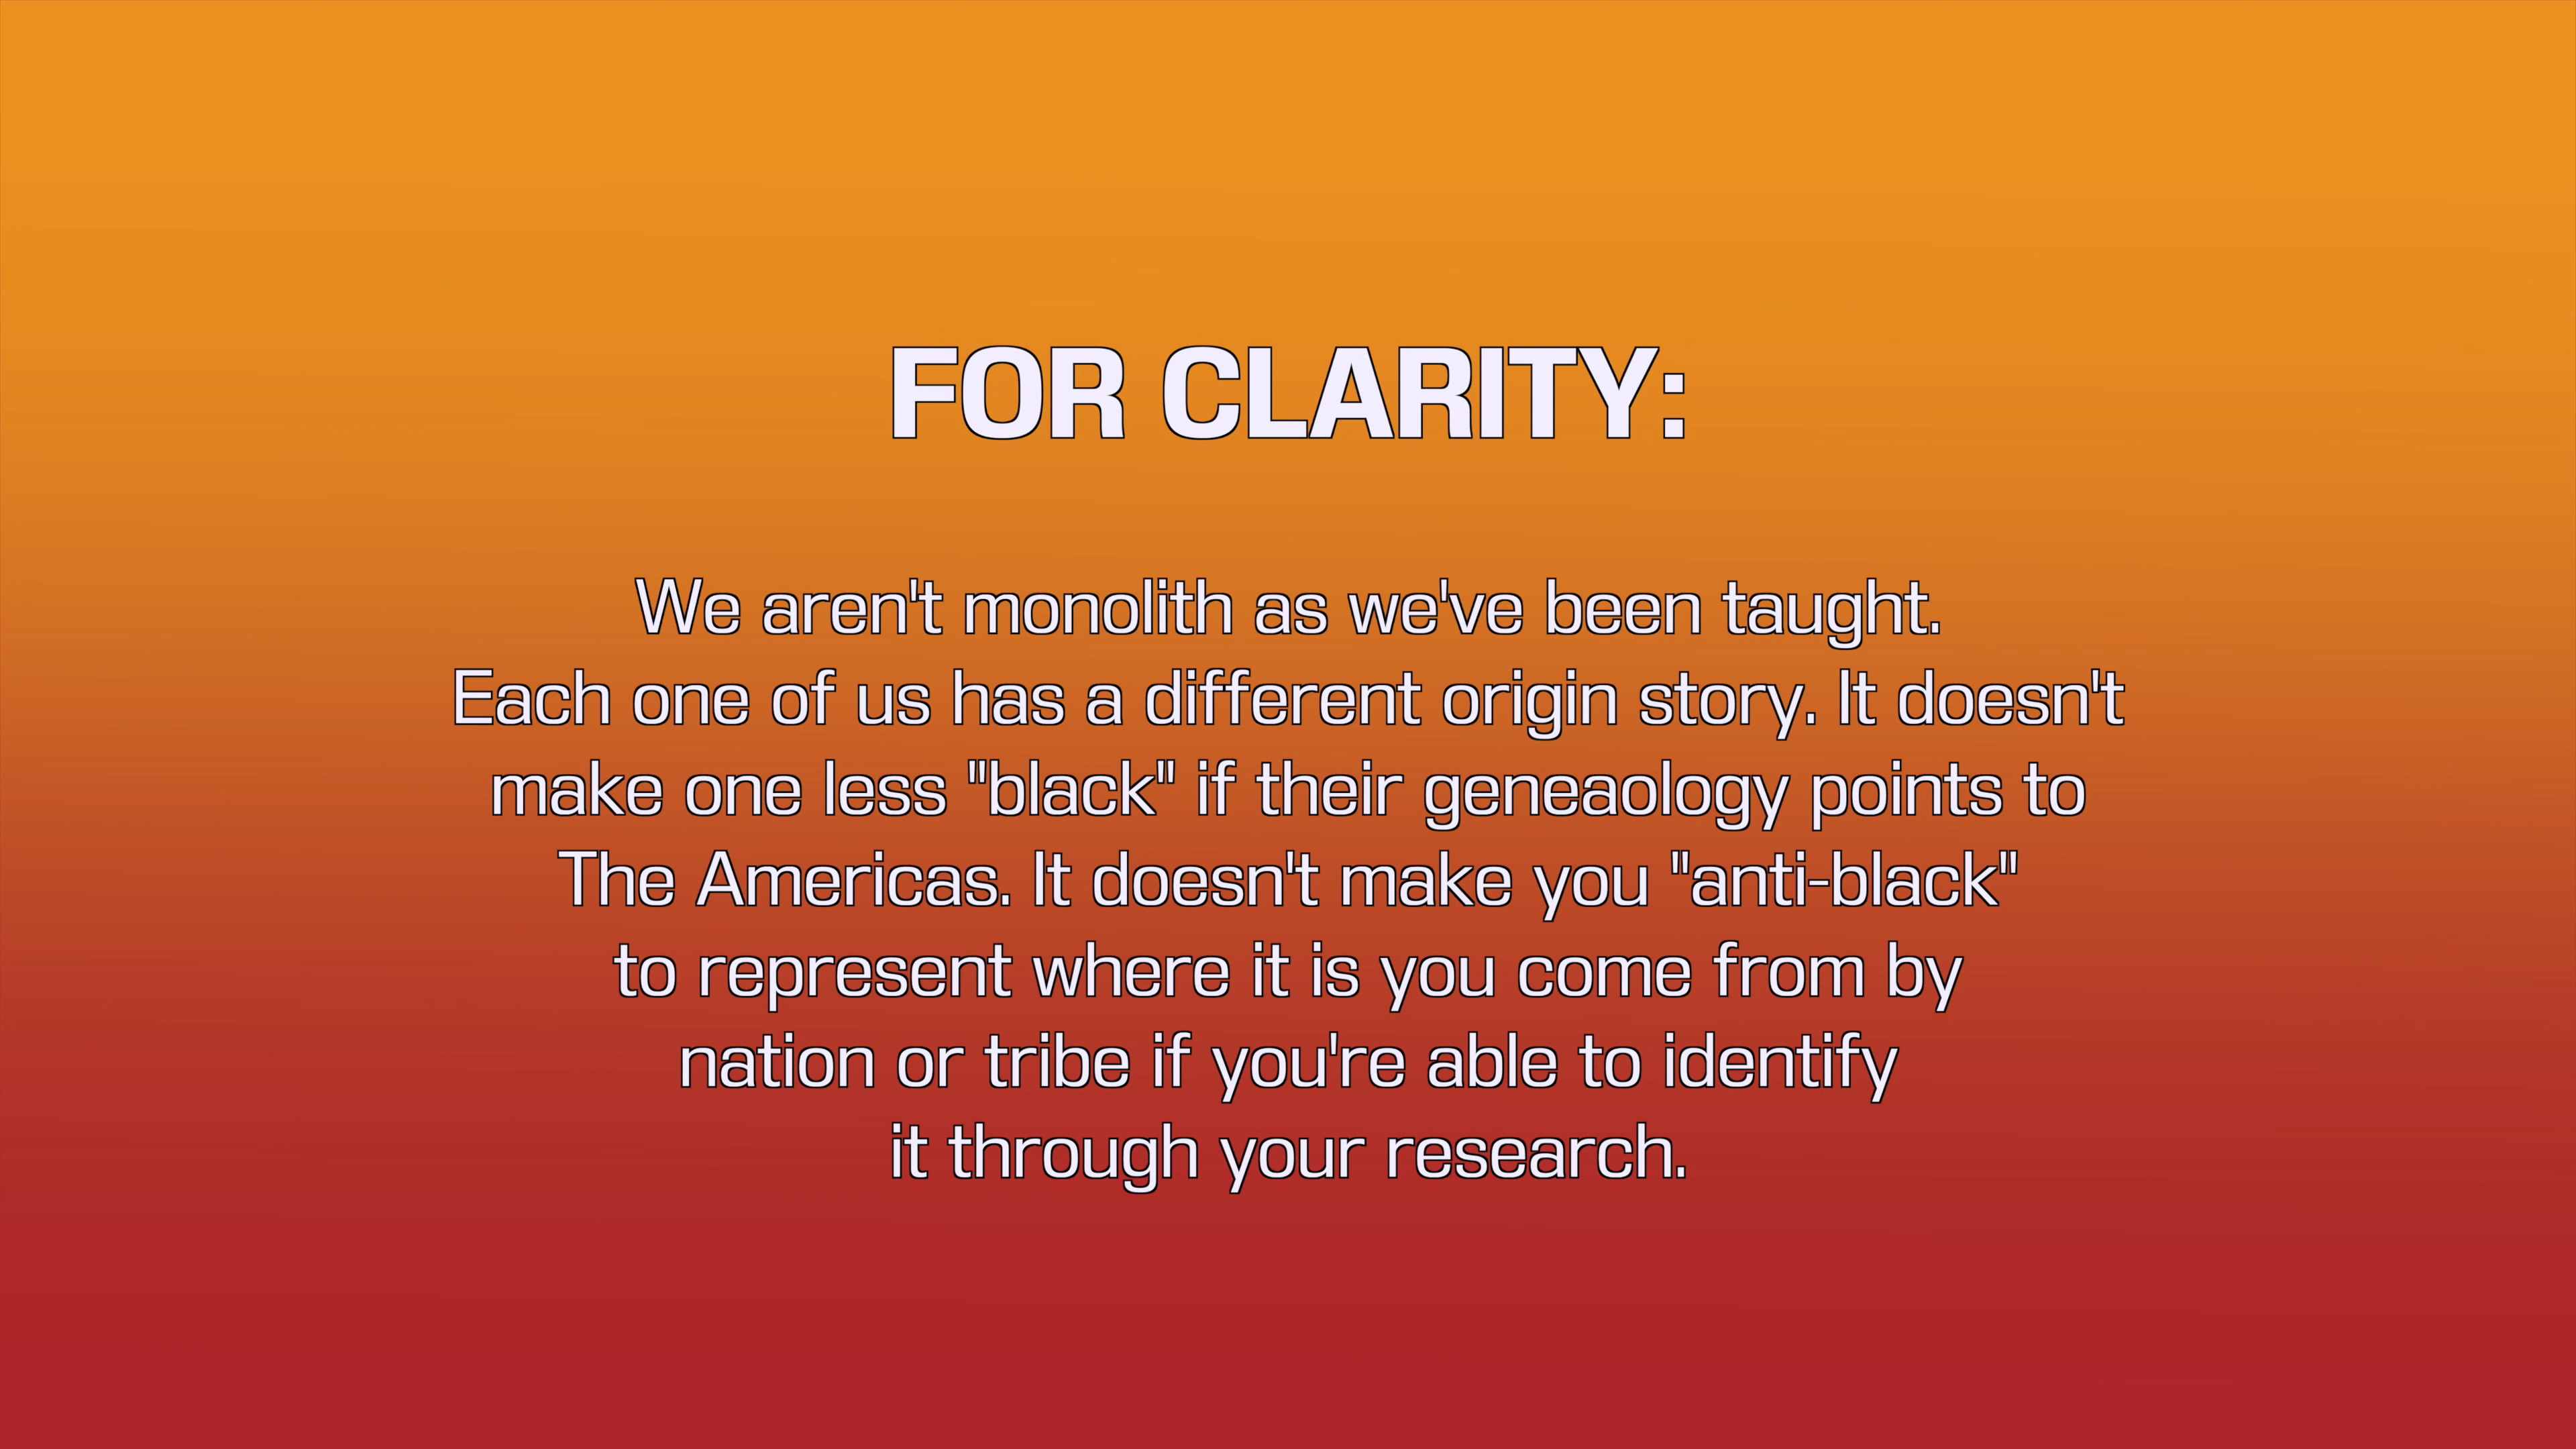 FOR CLARITY:
We aren't monolith as we've been taught.
Each one of us has a different origin story. It doesn't
make one less "black" if their geneaology points to
The Americas. It doesn't make you "anti-black"
to represent where it is you come from by
nation or tribe if you're able to identify
it through your research.